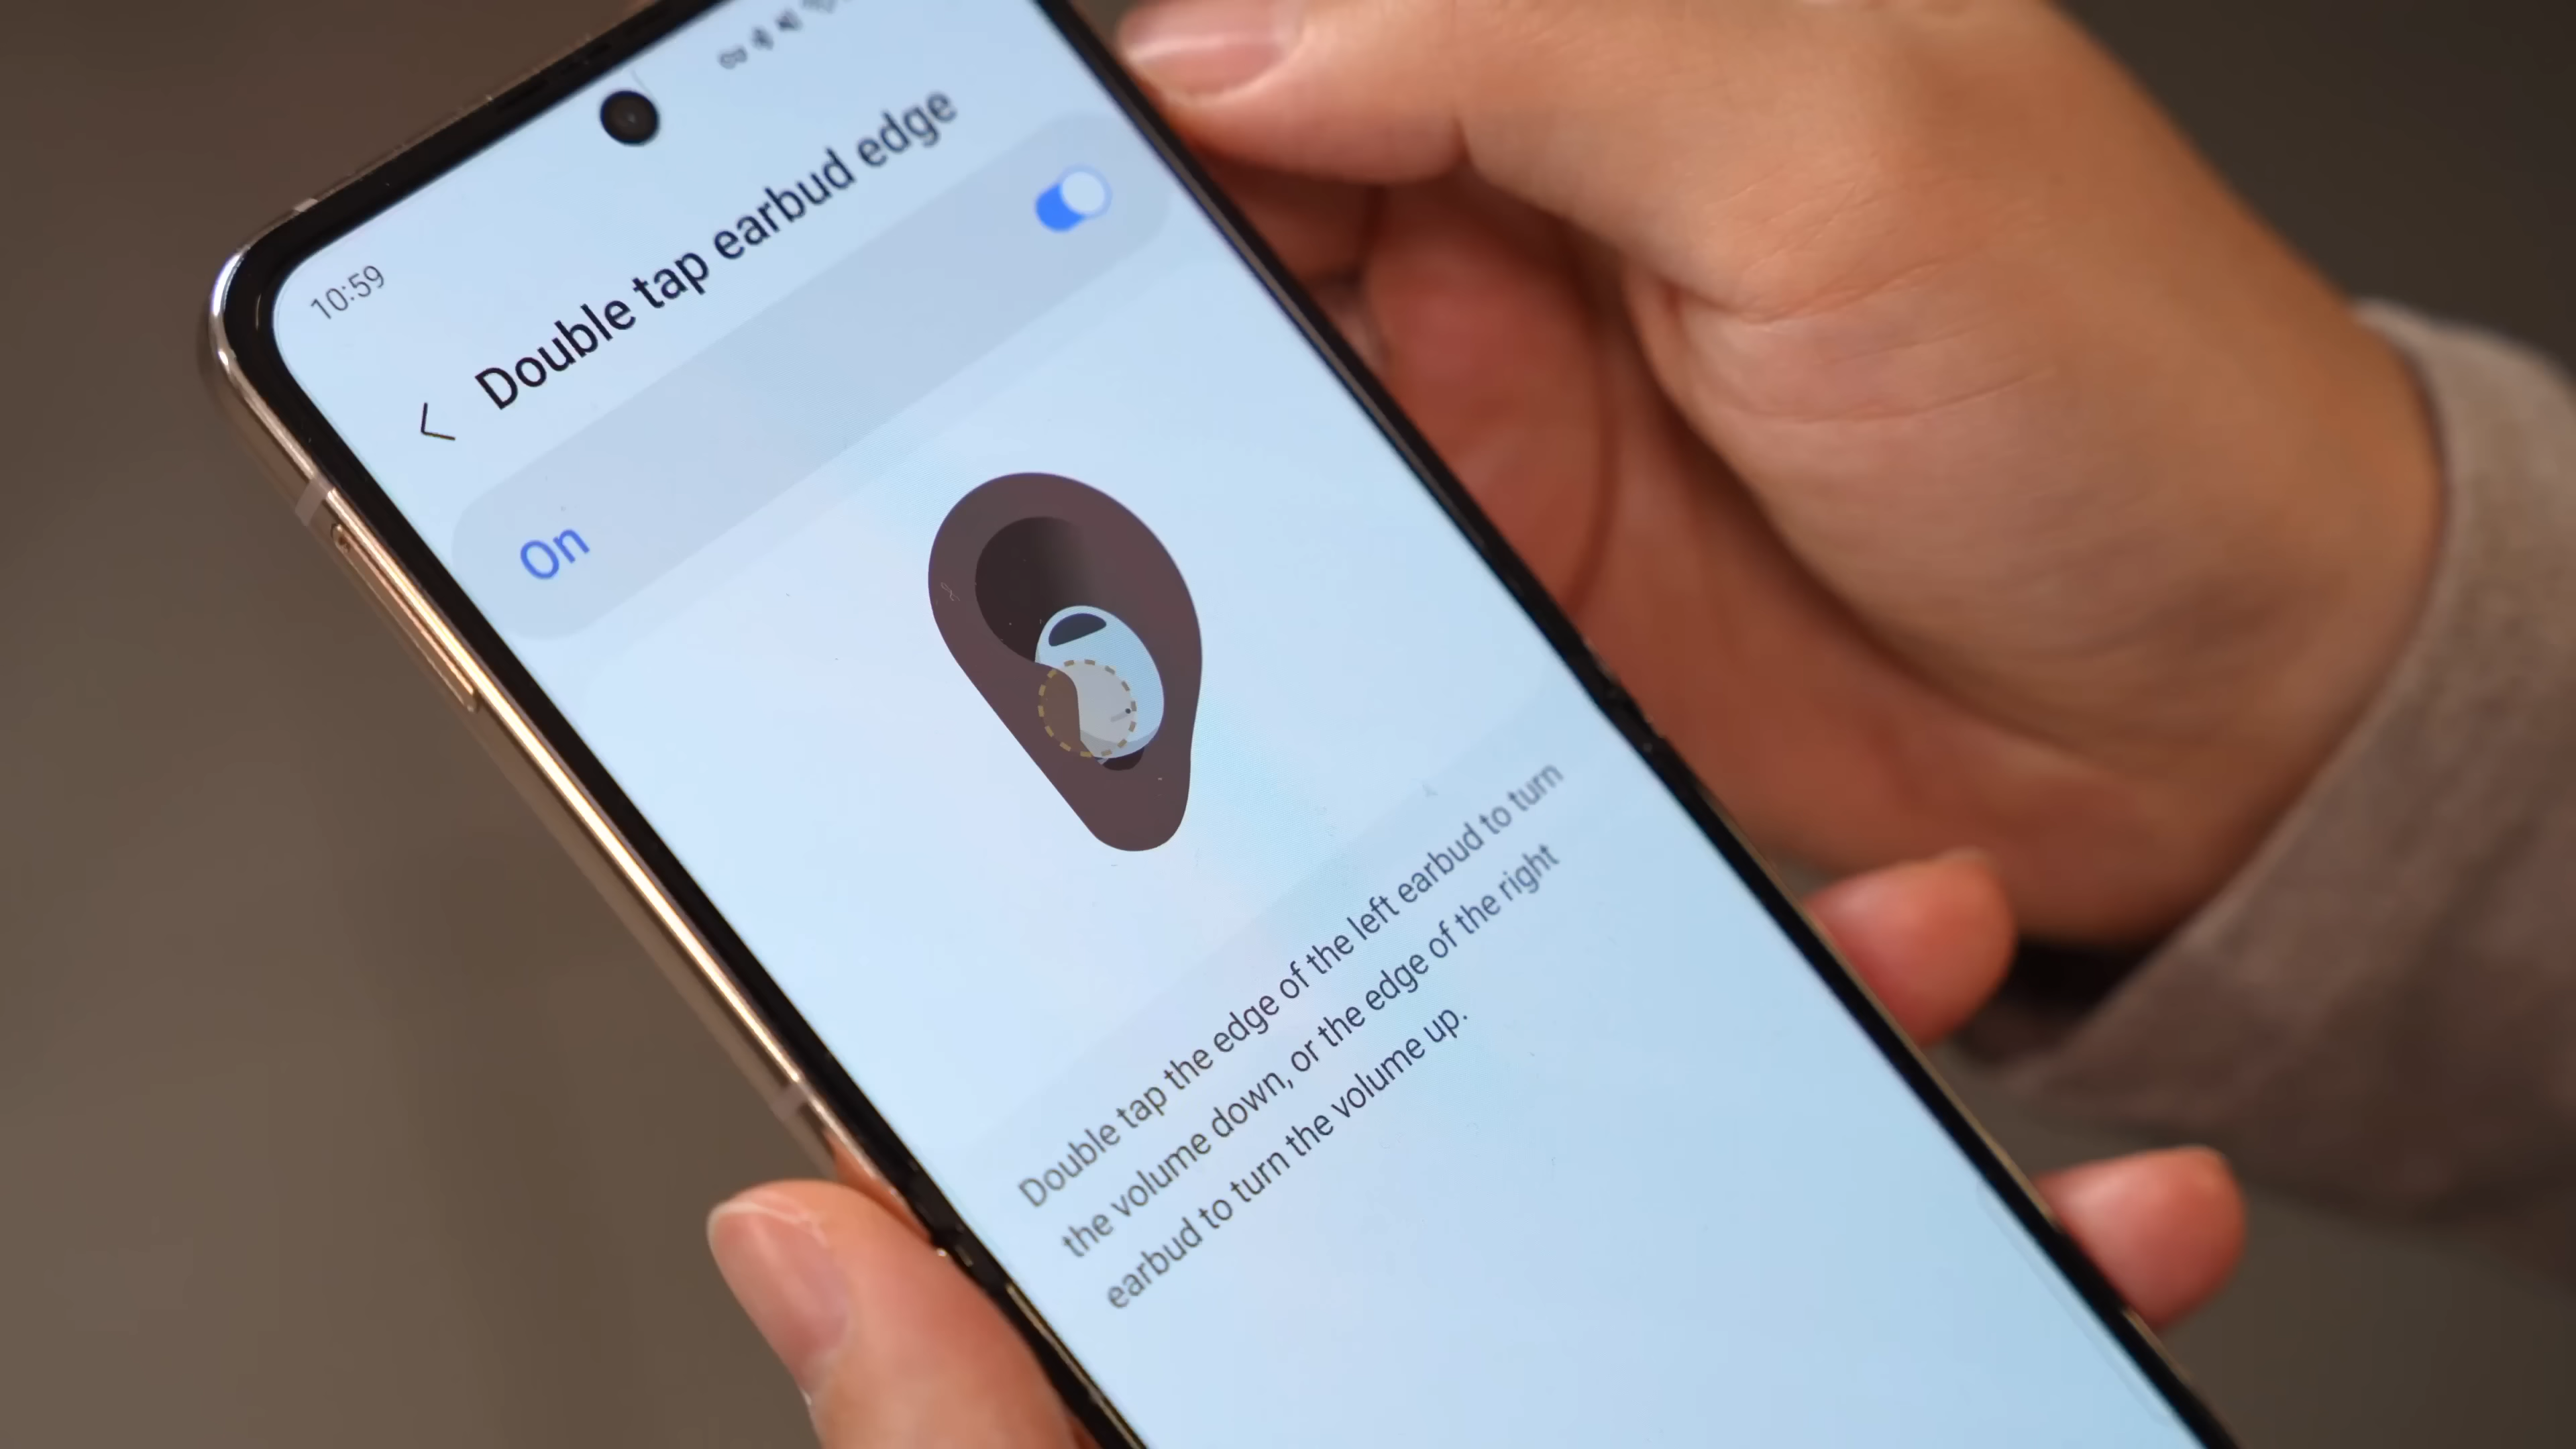 10:59
Double tap earbud edge
On
Double tap the edge of the left earbud to turn
the volume down, or the edge of the right
earbud to turn the volume up.